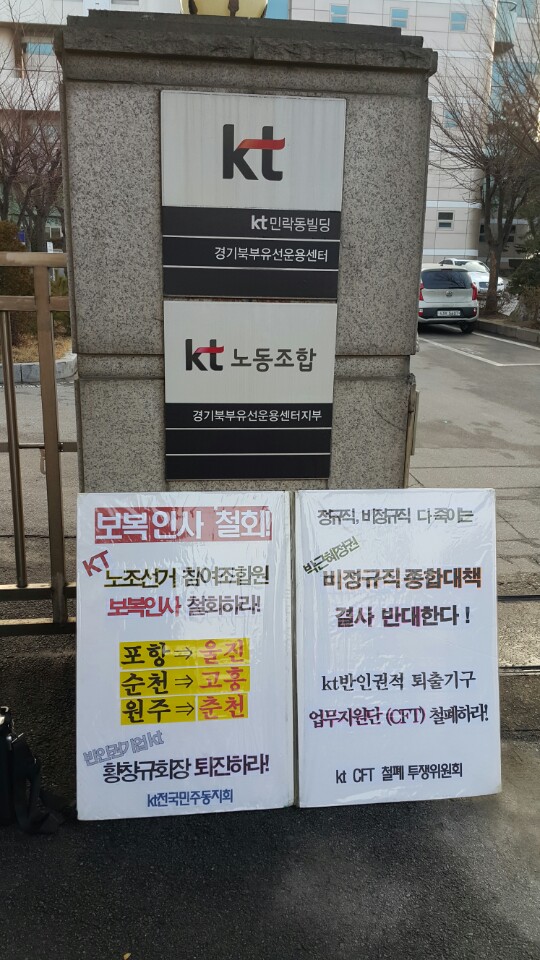 kt
kt 민락동빌딩
경기북부유선운용센터
kt 노동조합
경기북부유선운용센터지부
보복인사 철회!
KT
노조선거 참여조합원
보복인사 철회하라!
포항⇒울진
순천⇒고흥
원주⇒춘천
황창규회장 퇴진하라!
kt전국민주동지회
정규직, 비정규직 다 죽이는
박근혜정권
비정규직종합대책
결사 반대한다!
kt반인권적 퇴출기구
업무지원단(CFT) 철폐하라!
kt CFT 철폐 투쟁위원회